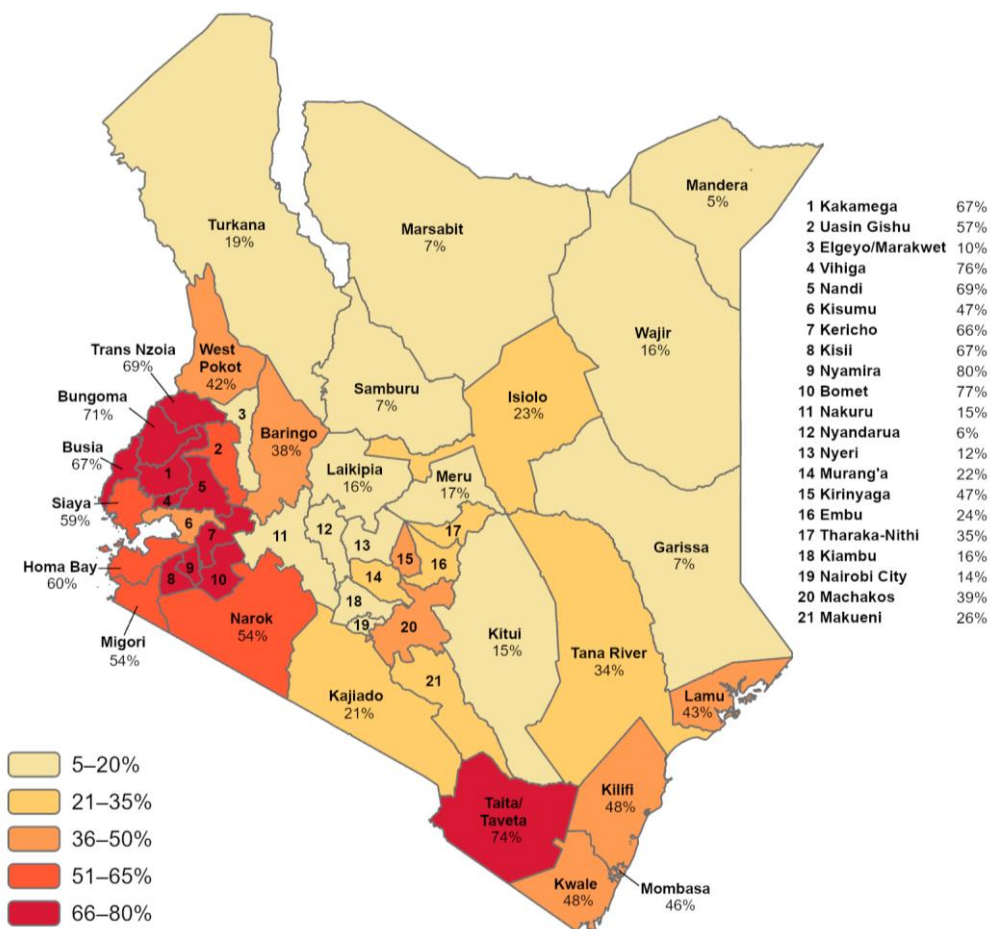 Turkana
19%
Marsabit
7%
Mandera
5%
Wajir
16%
Trans Nzoia
69%
West
Pokot
42%
Bungoma
71%
3
Baringo
38%
Samburu
7%
Isiolo
23%
Busia
67%
1
2
Siaya
59%
4
5
6
7
Laikipia
16%
Meru
17%
11
12
13
15
17
16
14
Garissa
7%
Homa Bay
60%
8
9
10
18
19
20
Migori
54%
Narok
54%
Kitui
15%
Tana River
34%
21
Kajiado
21%
Lamu
43%
Taita/
Taveta
74%
Kilifi
48%
Kwale
48%
Mombasa
46%
1 Kakamega 67%
2 Uasin Gishu 57%
3 Elgeyo/Marakwet 10%
4 Vihiga 76%
5 Nandi 69%
6 Kisumu 47%
7 Kericho 66%
8 Kisii 67%
9 Nyamira 80%
10 Bomet 77%
11 Nakuru 15%
12 Nyandarua 6%
13 Nyeri 12%
14 Murang'a 22%
15 Kirinyaga 47%
16 Embu 24%
17 Tharaka-Nithi 35%
18 Kiambu 16%
19 Nairobi City 14%
20 Machakos 39%
21 Makueni 26%
5–20%
21–35%
36–50%
51–65%
66–80%